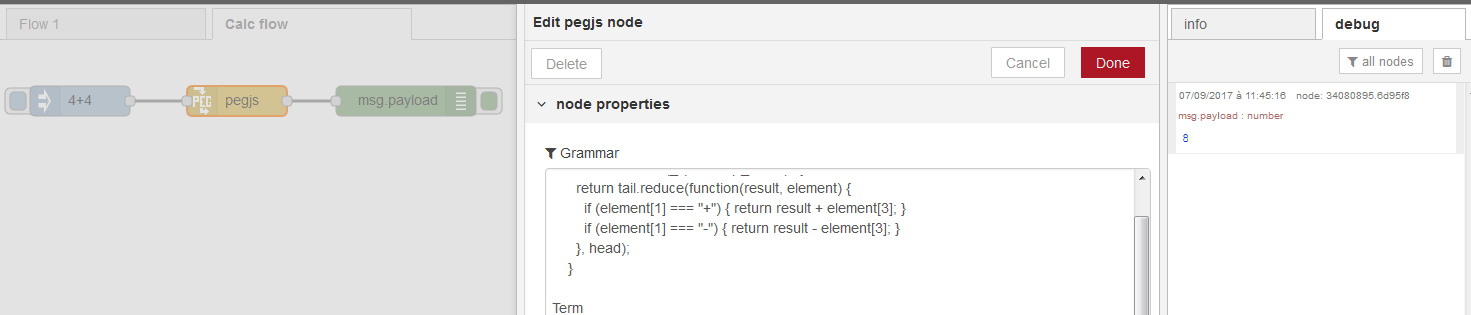 Flow 1
Calc flow
4+4
PEG
pegjs
msg.payload
Edit pegjs node
Delete
Cancel
Done
node properties
Grammar
return tail.reduce(function(result, element) {
if (element[1] === "+") { return result + element[3]; }
if (element[1] === "-") { return result - element[3]; }
}, head);
}
Term
info
debug
all nodes
07/09/2017 à 11:45:16 node: 34080895.6d95f8
msg.payload : number
8